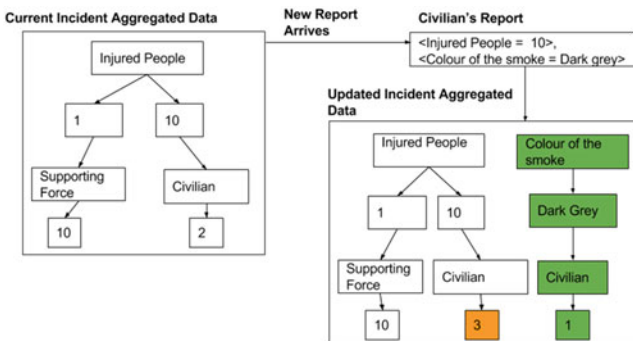 Current Incident Aggregated Data
New Report
Arrives
Civilian's Report
<Injured People = 10>,
<Colour of the smoke = Dark grey>
Injured People
1
10
Supporting
Force
Civilian
10
2
Updated Incident Aggregated
Data
Injured People
Colour of the
smoke
1
10
Dark Grey
Supporting
Force
Civilian
Civilian
10
3
1